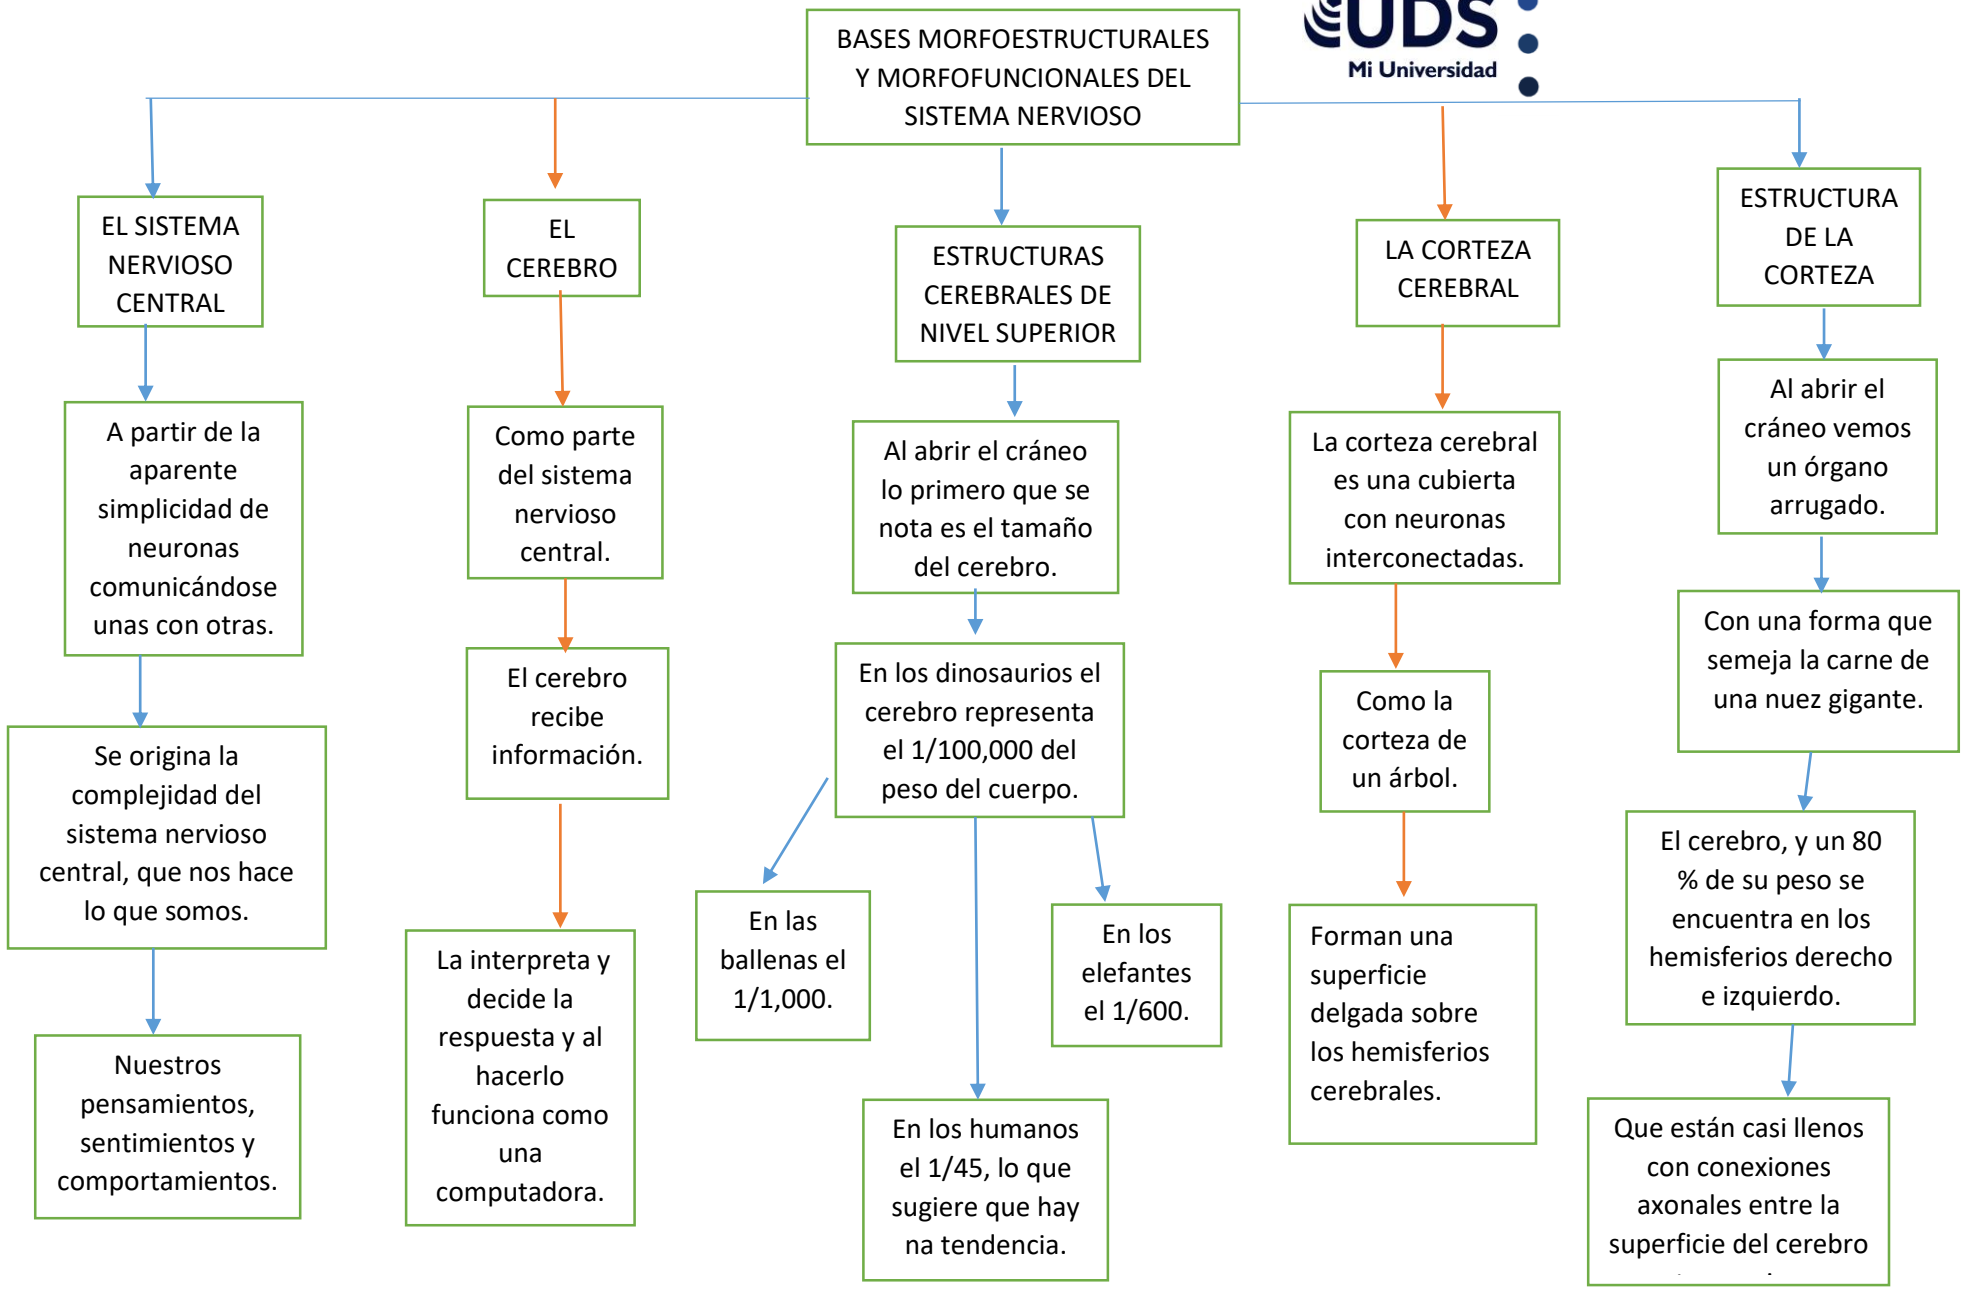 BASES MORFOESTRUCTURALES
Y MORFOFUNCIONALES DEL
SISTEMA NERVIOSO
UDS
Mi Universidad
EL SISTEMA
NERVIOSO
CENTRAL
A partir de la
aparente
simplicidad de
neuronas
comunicándose
unas con otras.
Se origina la
complejidad del
sistema nervioso
central, que nos hace
lo que somos.
Nuestros
pensamientos,
sentimientos y
comportamientos.
EL
CEREBRO
Como parte
del sistema
nervioso
central.
El cerebro
recibe
información.
La interpreta y
decide la
respuesta y al
hacerlo
funciona como
una
computadora.
ESTRUCTURAS
CEREBRALES DE
NIVEL SUPERIOR
Al abrir el cráneo
lo primero que se
nota es el tamaño
del cerebro.
En los dinosaurios el
cerebro representa
el 1/100,000 del
peso del cuerpo.
En las
ballenas el
1/1,000.
En los humanos
el 1/45, lo que
sugiere que hay
na tendencia.
En los
elefantes
el 1/600.
LA CORTEZA
CEREBRAL
La corteza cerebral
es una cubierta
con neuronas
interconectadas.
Como la
corteza de
un árbol.
Forman una
superficie
delgada sobre
los hemisferios
cerebrales.
ESTRUCTURA
DE LA
CORTEZA
Al abrir el
cráneo vemos
un órgano
arrugado.
Con una forma que
semeja la carne de
una nuez gigante.
El cerebro, y un 80
% de su peso se
encuentra en los
hemisferios derecho
e izquierdo.
Que están casi llenos
con conexiones
axonales entre la
superficie del cerebro